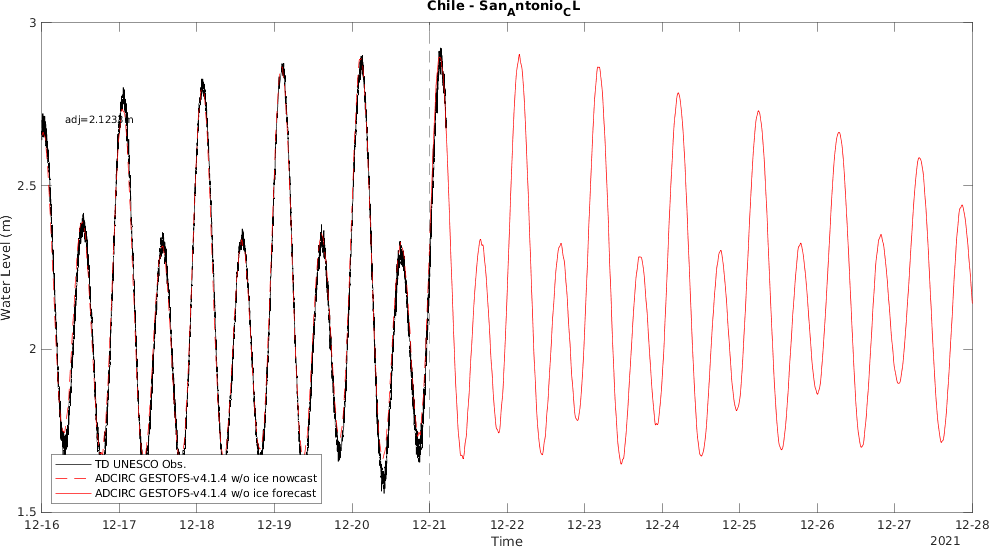 Chile - SanAntonioCL
3
2.5
2
1.5
Water Level (m)
adj=2.1233m
TD UNESCO Obs.
ADCIRC GESTOFS-v4.1.4 w/o ice nowcast
ADCIRC GESTOFS-v4.1.4 w/o ice forecast
12-16 12-17 12-18 12-19 12-20 12-21 12-22 12-23 12-24 12-25 12-26 12-27 12-28
Time
2021